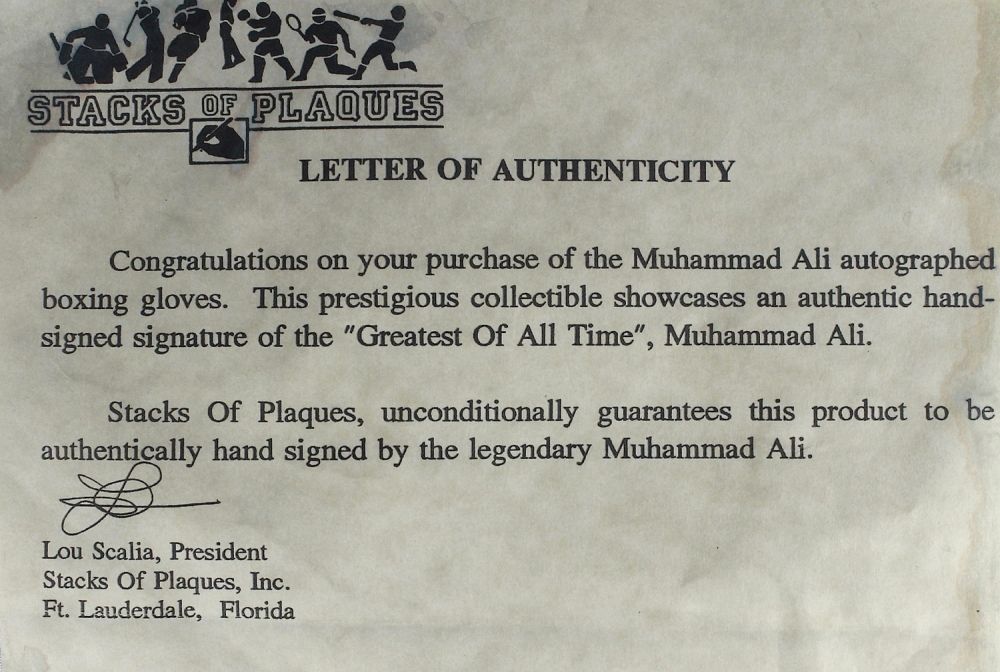 STACKS OF PLAQUES
LETTER OF AUTHENTICITY
Congratulations on your purchase of the Muhammad Ali autographed
boxing gloves. This prestigious collectible showcases an authentic hand-
signed signature of the "Greatest Of All Time", Muhammad Ali.
Stacks Of Plaques, unconditionally guarantees this product to be
authentically hand signed by the legendary Muhammad Ali.
Lou Scalia, President
Stacks Of Plaques, Inc.
Ft. Lauderdale, Florida